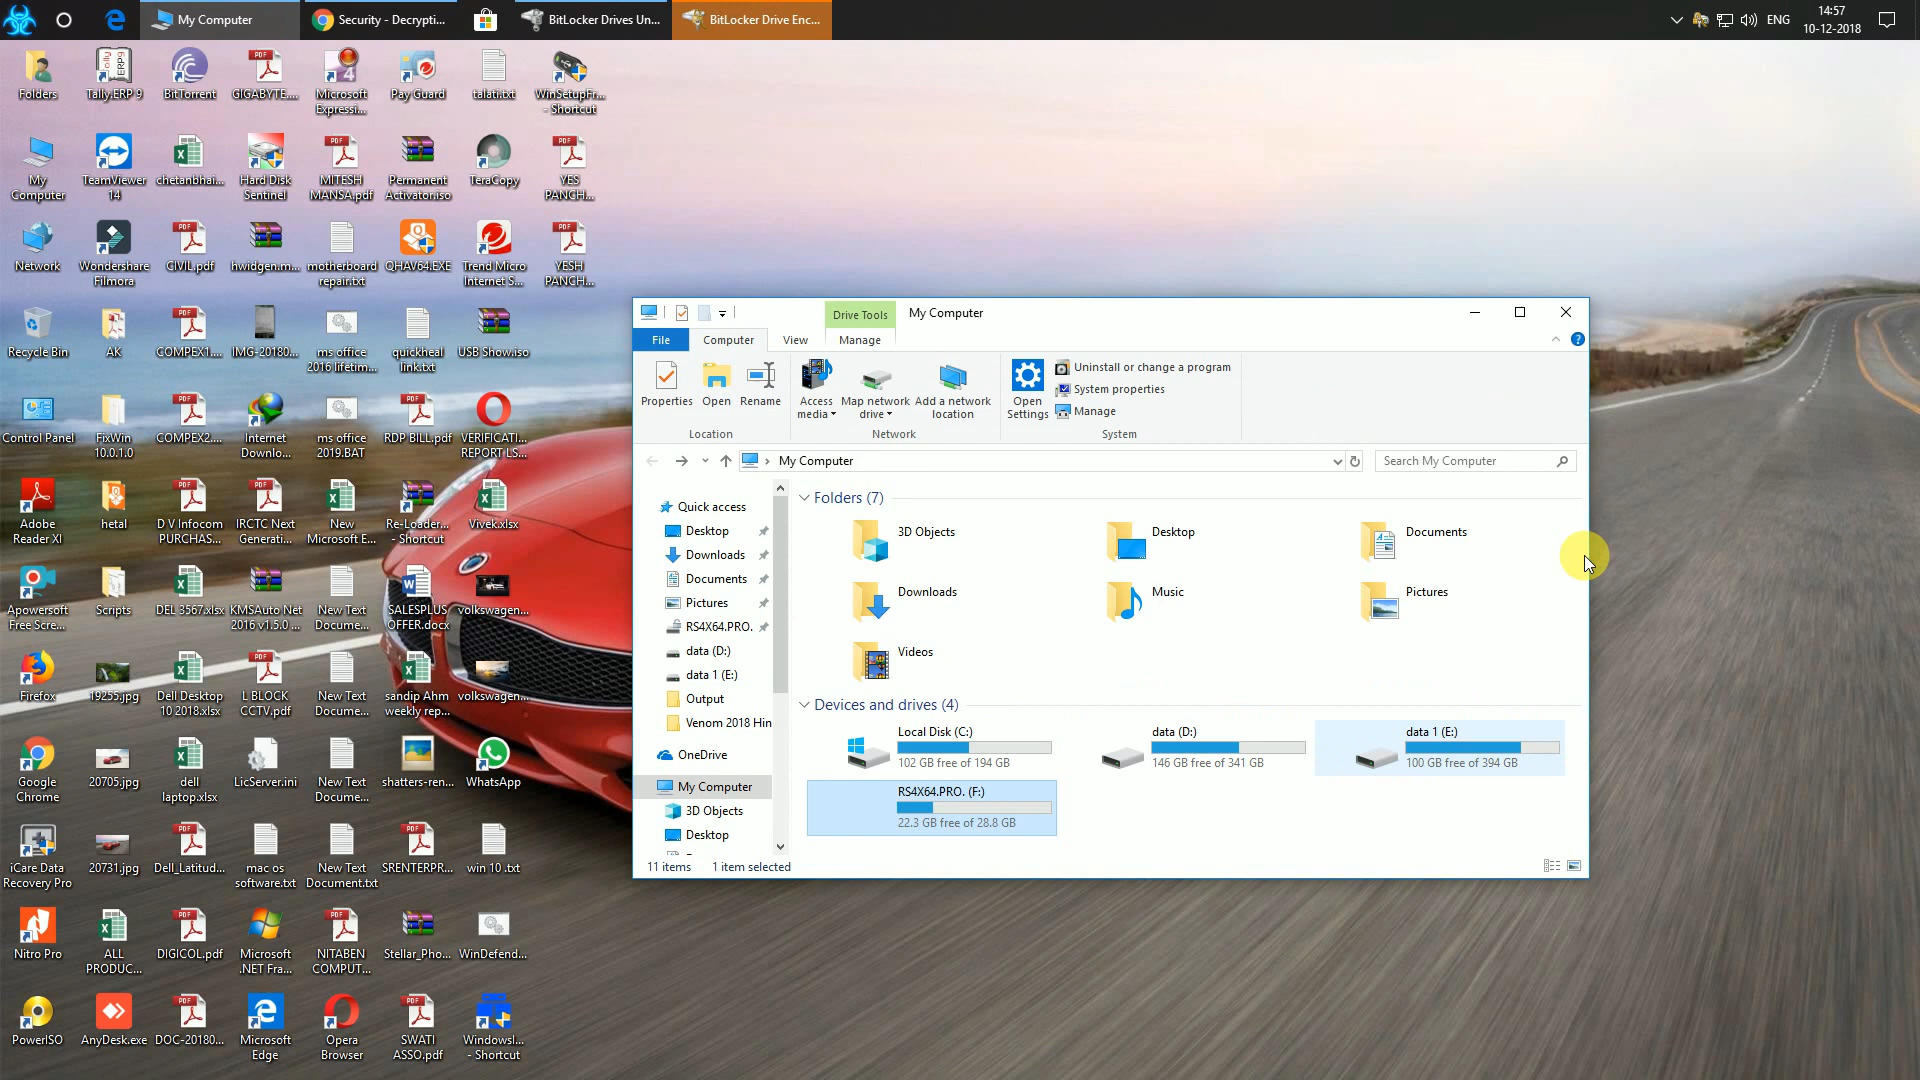 My Computer
Security - Decrypti...
BitLocker Drives Un...
BitLocker Drive Enc...
ENG
14:57
10-12-2018
Folders
Tally.ERP 9
BitTorrent
GIGABYTE....
Microsoft
Expressi...
Pay Guard
talati.txt
WinSetupFr...
- Shortcut
My
Computer
TeamViewer
14
chetanbhai...
Hard Disk
Sentinel
MITESH
MANSA.pdf
Permanent
Activator.iso
TeraCopy
YES
PANCH...
Network
Wondershare
Filmora
CIVIL.pdf
hwidgen.m...
motherboard
repair.txt
QHAV64.EXE
Trend Micro
Internet S...
YESH
PANCH...
Recycle Bin
AK
COMPEX1....
IMG-20180...
ms office
2016 lifetim...
quickheal
link.txt
USB Show.iso
Control Panel
FixWin
10.0.1.0
COMPEX2....
Internet
Downlo...
ms office
2019.BAT
RDP BILL.pdf
VERIFICATI...
REPORT LS...
Adobe
Reader XI
hetal
D V Infocom
PURCHAS...
IRCTC Next
Generati...
New
Microsoft E...
Re-Loader...
- Shortcut
Vivek.xlsx
Apowersoft
Free Scre...
Scripts
DEL 3567.xlsx
KMSAuto Net
2016 v1.5.0 ...
New Text
Docume...
SALESPLUS
OFFER.docx
volkswagen...
Firefox
19255.jpg
Dell Desktop
10 2018.xlsx
L BLOCK
CCTV.pdf
New Text
Docume...
sandip Ahm
weekly rep...
volkswagen...
Google
Chrome
20705.jpg
dell
laptop.xlsx
LicServer.ini
New Text
Docume...
shatters-ren...
WhatsApp
iCare Data
Recovery Pro
20731.jpg
Dell_Latitud...
mac os
software.txt
New Text
Document.txt
SRENTERPR...
win 10 .txt
Nitro Pro
ALL
PRODUC...
DIGICOL.pdf
Microsoft
.NET Fra...
NITABEN
COMPUT...
Stellar_Pho...
WinDefend...
PowerISO
AnyDesk.exe
DOC-20180...
Microsoft
Edge
Opera
Browser
SWATI
ASSO.pdf
WindowsI...
- Shortcut
Drive Tools
My Computer
File
Computer
View
Manage
Properties
Open
Rename
Access
media
Map network
drive
Add a network
location
Open
Settings
Uninstall or change a program
System properties
Manage
Location
Network
System
My Computer
Search My Computer
Quick access
Desktop
Downloads
Documents
Pictures
RS4X64.PRO.
data (D:)
data 1 (E:)
Output
Venom 2018 Hin
OneDrive
My Computer
3D Objects
Desktop
Folders (7)
3D Objects
Desktop
Documents
Downloads
Music
Pictures
Videos
Devices and drives (4)
Local Disk (C:)
102 GB free of 194 GB
data (D:)
146 GB free of 341 GB
data 1 (E:)
100 GB free of 394 GB
RS4X64.PRO. (F:)
22.3 GB free of 28.8 GB
11 items
1 item selected